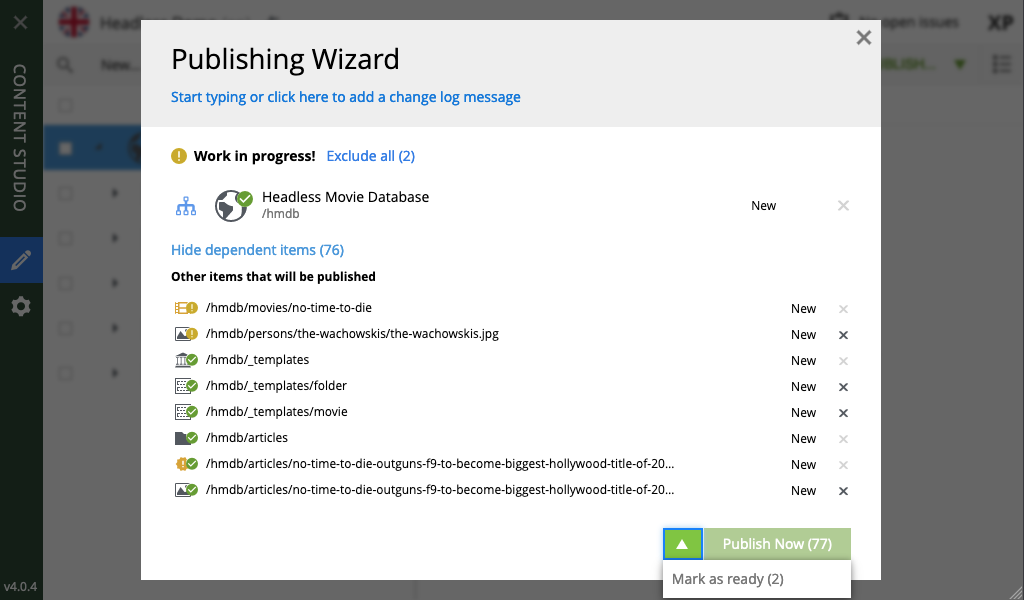 Headless Demo
No open issues
XP
New...
PUBLISH...
CONTENT STUDIO
v4.0.4
Publishing Wizard
Start typing or click here to add a change log message
Work in progress! Exclude all (2)
Headless Movie Database
/hmdb
New
Hide dependent items (76)
Other items that will be published
/hmdb/movies/no-time-to-die New
/hmdb/persons/the-wachowskis/the-wachowskis.jpg New
/hmdb/_templates New
/hmdb/_templates/folder New
/hmdb/_templates/movie New
/hmdb/articles New
/hmdb/articles/no-time-to-die-outguns-f9-to-become-biggest-hollywood-title-of-20... New
/hmdb/articles/no-time-to-die-outguns-f9-to-become-biggest-hollywood-title-of-20... New
Publish Now (77)
Mark as ready (2)